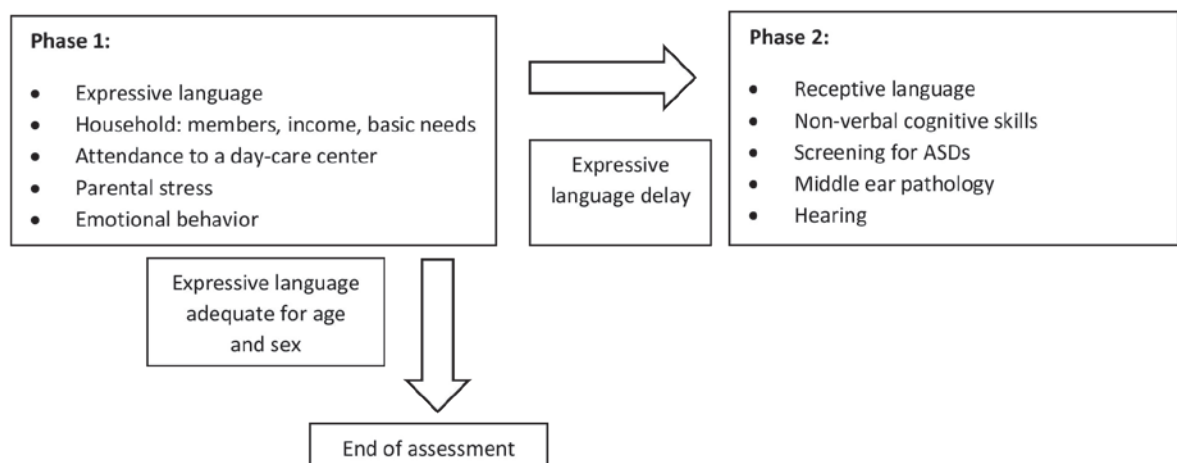 Phase 1:
• Expressive language
• Household: members, income, basic needs
• Attendance to a day-care center
• Parental stress
• Emotional behavior
Expressive
language delay
Phase 2:
• Receptive language
• Non-verbal cognitive skills
• Screening for ASDs
• Middle ear pathology
• Hearing
Expressive language
adequate for age
and sex
End of assessment